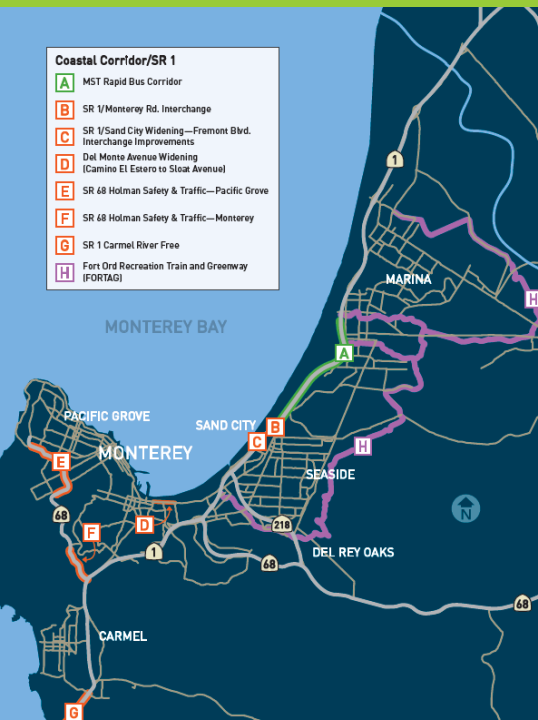 Coastal Corridor/SR 1
A MST Rapid Bus Corridor
B SR 1/Monterey Rd. Interchange
C SR 1/Sand City Widening—Fremont Blvd.
Interchange Improvements
D Del Monte Avenue Widening
(Camino El Estero to Sloat Avenue)
E SR 68 Holman Safety & Traffic—Pacific Grove
F SR 68 Holman Safety & Traffic—Monterey
G SR 1 Carmel River Free
H Fort Ord Recreation Train and Greenway
(FORTAG)
1
MARINA
H
MONTEREY BAY
A
PACIFIC GROVE
SAND CITY
B
C
MONTEREY
H
E
SEASIDE
68
N
D
218
F
1
DEL REY OAKS
68
68
CARMEL
G